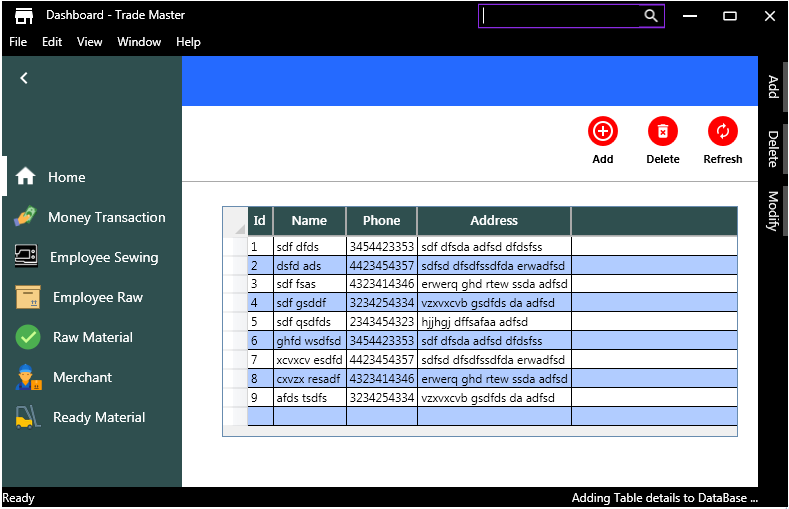 Dashboard - Trade Master
File Edit View Window Help
Add
Delete
Modify
Add Delete Refresh
Home
Money Transaction
Employee Sewing
Employee Raw
Raw Material
Merchant
Ready Material
Id Name Phone Address
1 sdf dfds 3454423353 sdf dfsda adfsd dfdsfss
2 dsfd ads 4423454357 sdfsd dfsdfssdfda erwadfsd
3 sdf fsas 4323414346 erwerq ghd rtew ssda adfsd
4 sdf gsddf 3234254334 vzxvxcvb gsdfds da adfsd
5 sdf qsdfds 2343454323 hjjhgj dffsafaa adfsd
6 ghfd wsdfsd 3454423353 sdf dfsda adfsd dfdsfss
7 xcvxcv esdfd 4423454357 sdfsd dfsdfssdfda erwadfsd
8 cxvzx resadf 4323414346 erwerq ghd rtew ssda adfsd
9 afds tsdfs 3234254334 vzxvxcvb gsdfds da adfsd
Ready Adding Table details to DataBase ...